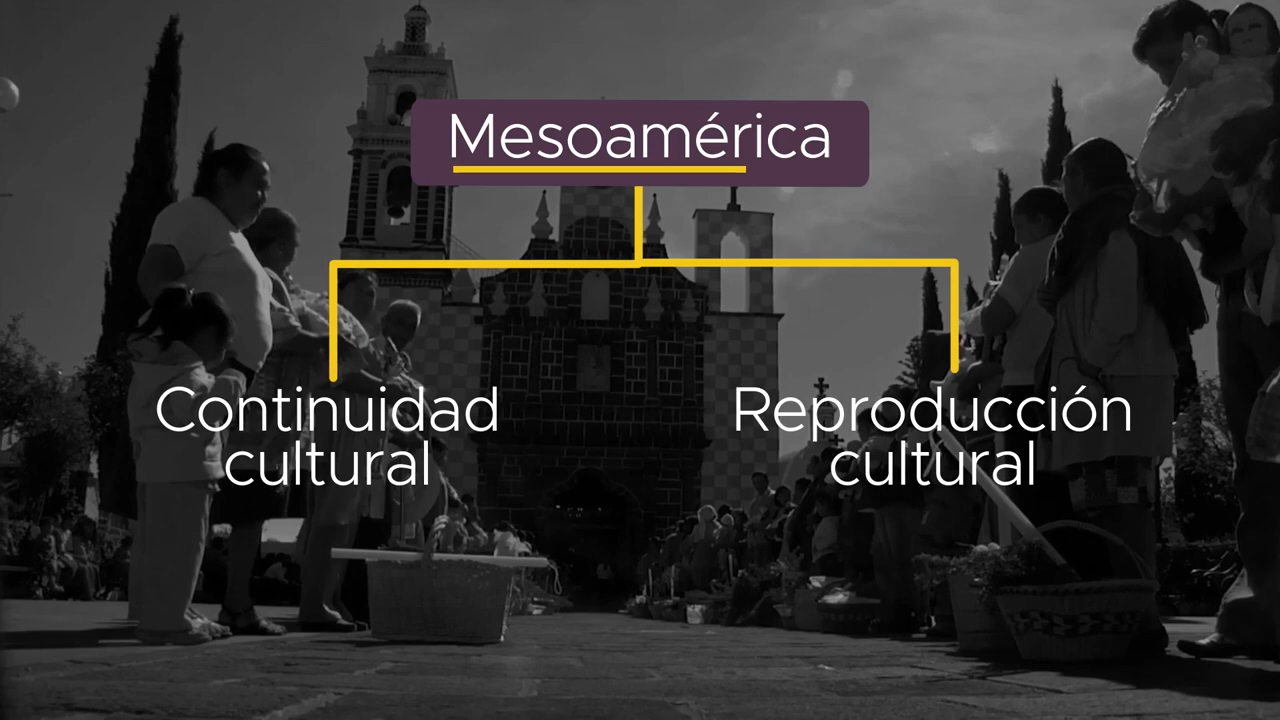 Mesoamérica
Continuidad
cultural
Reproducción
cultural